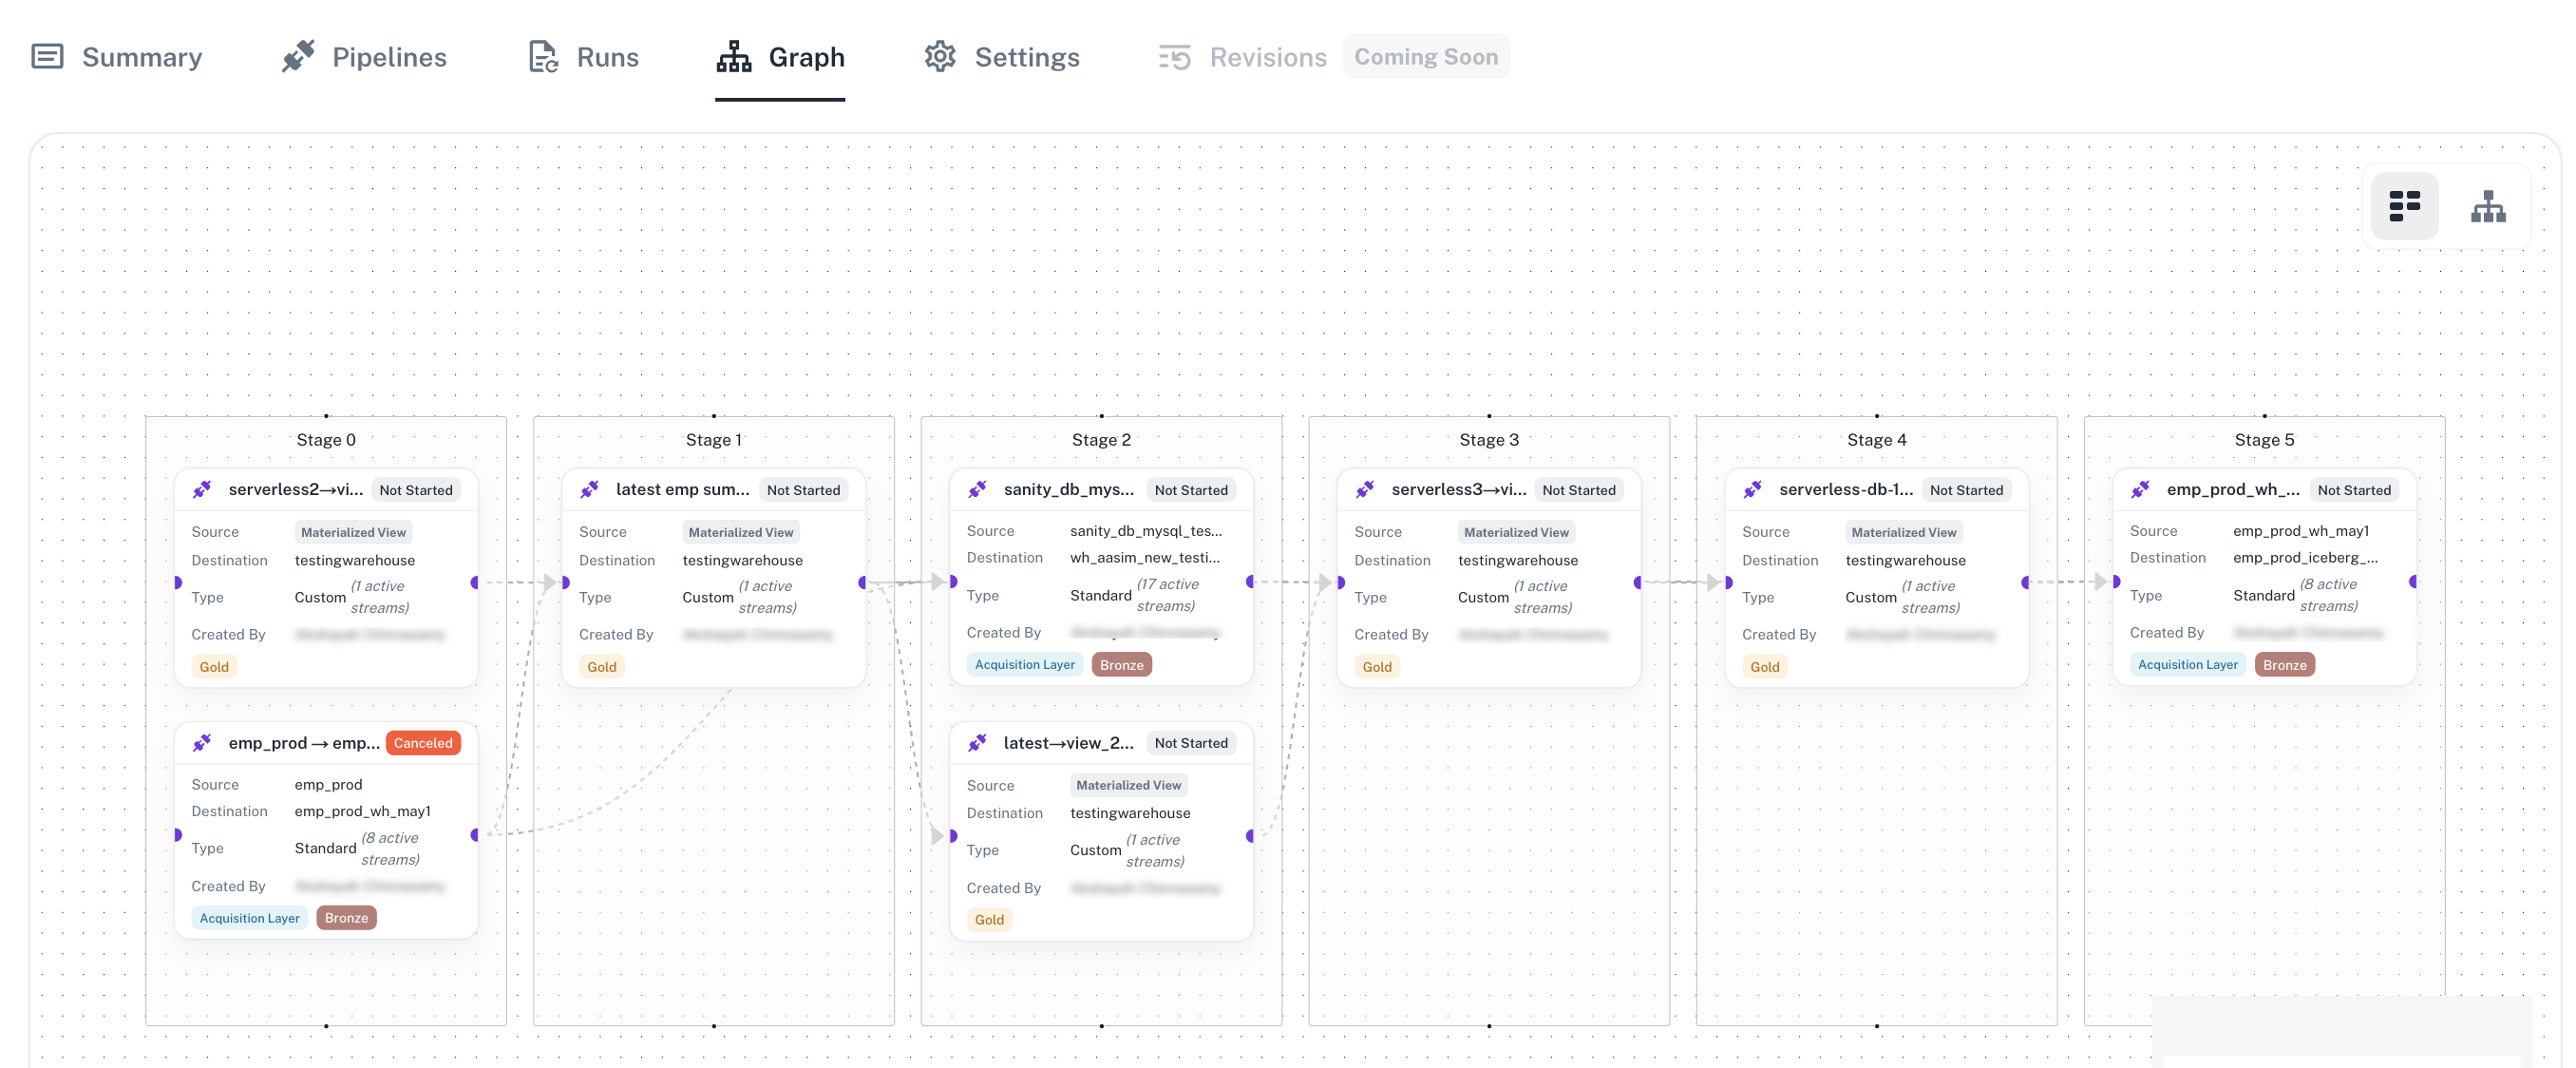 Summary
Pipelines
Runs
Graph
Settings
Revisions
Coming Soon
Stage 0
serverless2→vi... Not Started
Source Materialized View
Destination testingwarehouse
Type Custom (1 active
streams)
Created By
Gold
emp_prod → emp... Canceled
Source emp_prod
Destination emp_prod_wh_may1
Type Standard (8 active
streams)
Created By
Acquisition Layer Bronze
Stage 1
latest emp sum... Not Started
Source Materialized View
Destination testingwarehouse
Type Custom (1 active
streams)
Created By
Gold
Stage 2
sanity_db_mys... Not Started
Source sanity_db_mysql_tes...
Destination wh_aasim_new_testi...
Type Standard (17 active
streams)
Created By
Acquisition Layer Bronze
latest→view_2... Not Started
Source Materialized View
Destination testingwarehouse
Type Custom (1 active
streams)
Created By
Gold
Stage 3
serverless3→vi... Not Started
Source Materialized View
Destination testingwarehouse
Type Custom (1 active
streams)
Created By
Gold
Stage 4
serverless-db-1... Not Started
Source Materialized View
Destination testingwarehouse
Type Custom (1 active
streams)
Created By
Gold
Stage 5
emp_prod_wh_... Not Started
Source emp_prod_wh_may1
Destination emp_prod_iceberg_...
Type Standard (8 active
streams)
Created By
Acquisition Layer Bronze